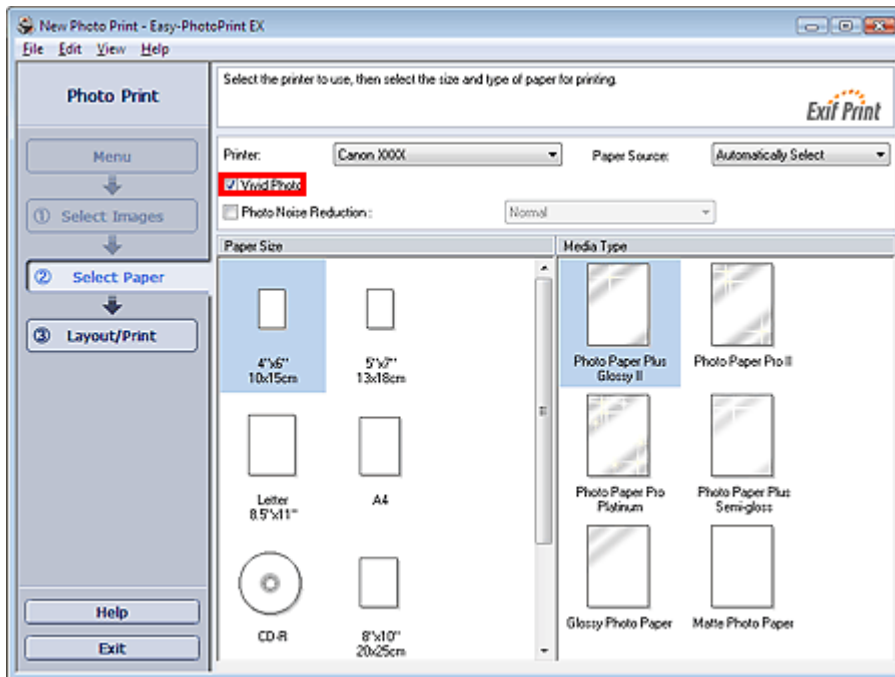 New Photo Print - Easy-PhotoPrint EX
File Edit View Help
Photo Print
Menu
① Select Images
② Select Paper
③ Layout/Print
Help
Exit
Select the printer to use, then select the size and type of paper for printing.
Exif Print
Printer: Canon XXXX Paper Source: Automatically Select
Vivid Photo
Photo Noise Reduction : Normal
Paper Size
4"x6"
10x15cm
5"x7"
13x18cm
Letter
8.5"x11"
A4
CD-R
8"x10"
20x25cm
Media Type
Photo Paper Plus
Glossy II
Photo Paper Pro II
Photo Paper Pro
Platinum
Photo Paper Plus
Semi-gloss
Glossy Photo Paper
Matte Photo Paper